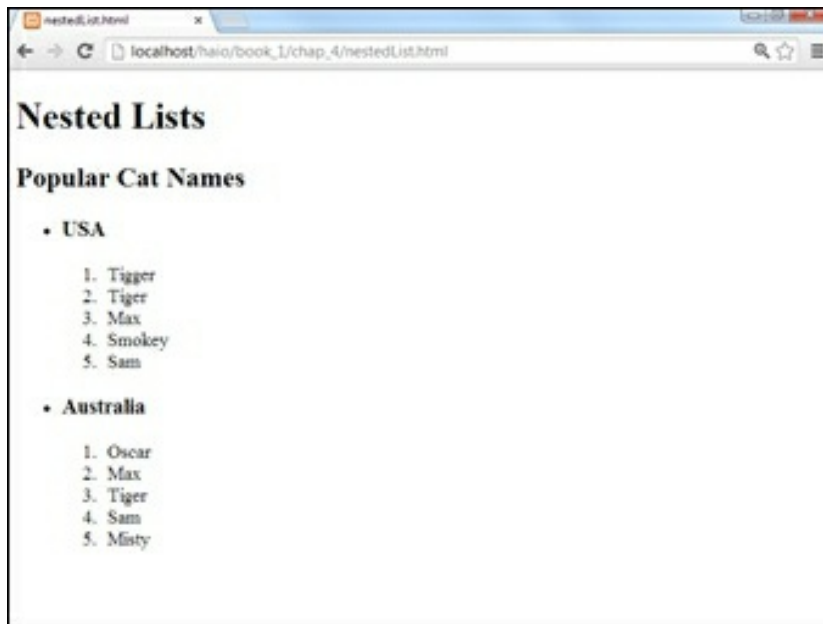 nestedList.html
localhost/haio/book_1/chap_4/nestedList.html
Nested Lists
Popular Cat Names
• USA
1. Tigger
2. Tiger
3. Max
4. Smokey
5. Sam
• Australia
1. Oscar
2. Max
3. Tiger
4. Sam
5. Misty